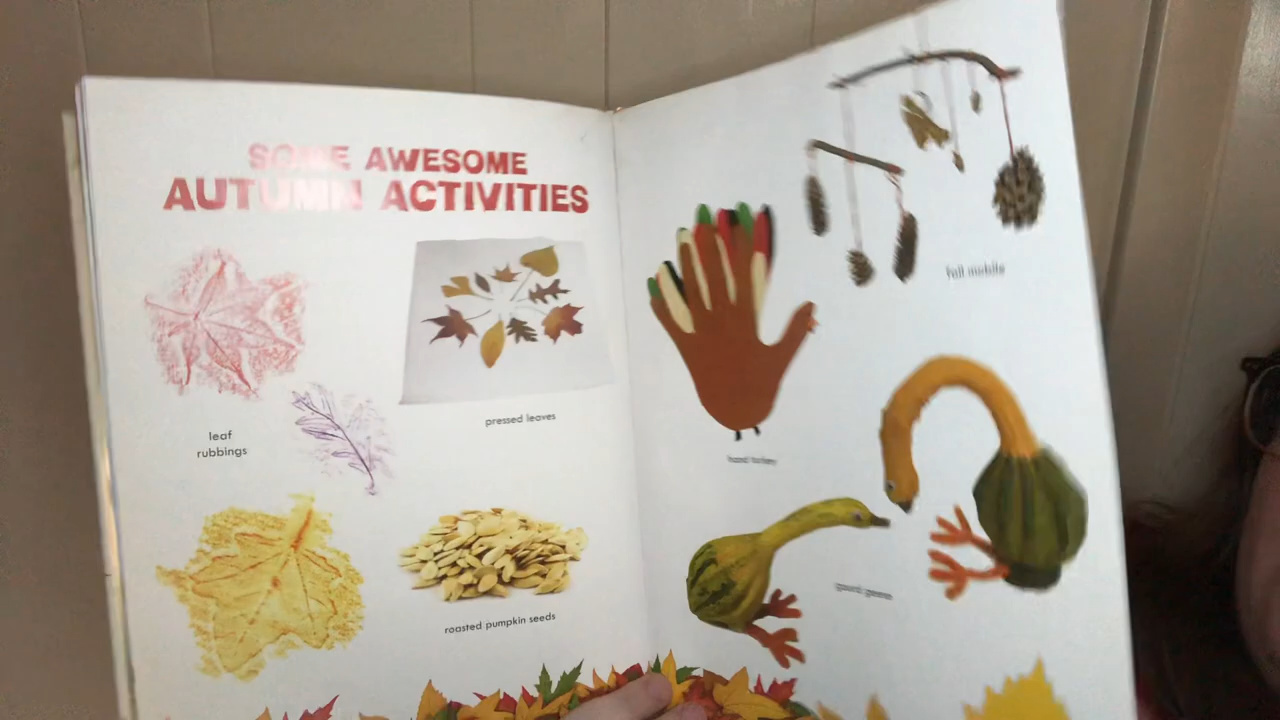 SOME AWESOME
AUTUMN ACTIVITIES
leaf
rubbings
pressed leaves
roasted pumpkin seeds
fall mobile
hand turkey
gourd geese